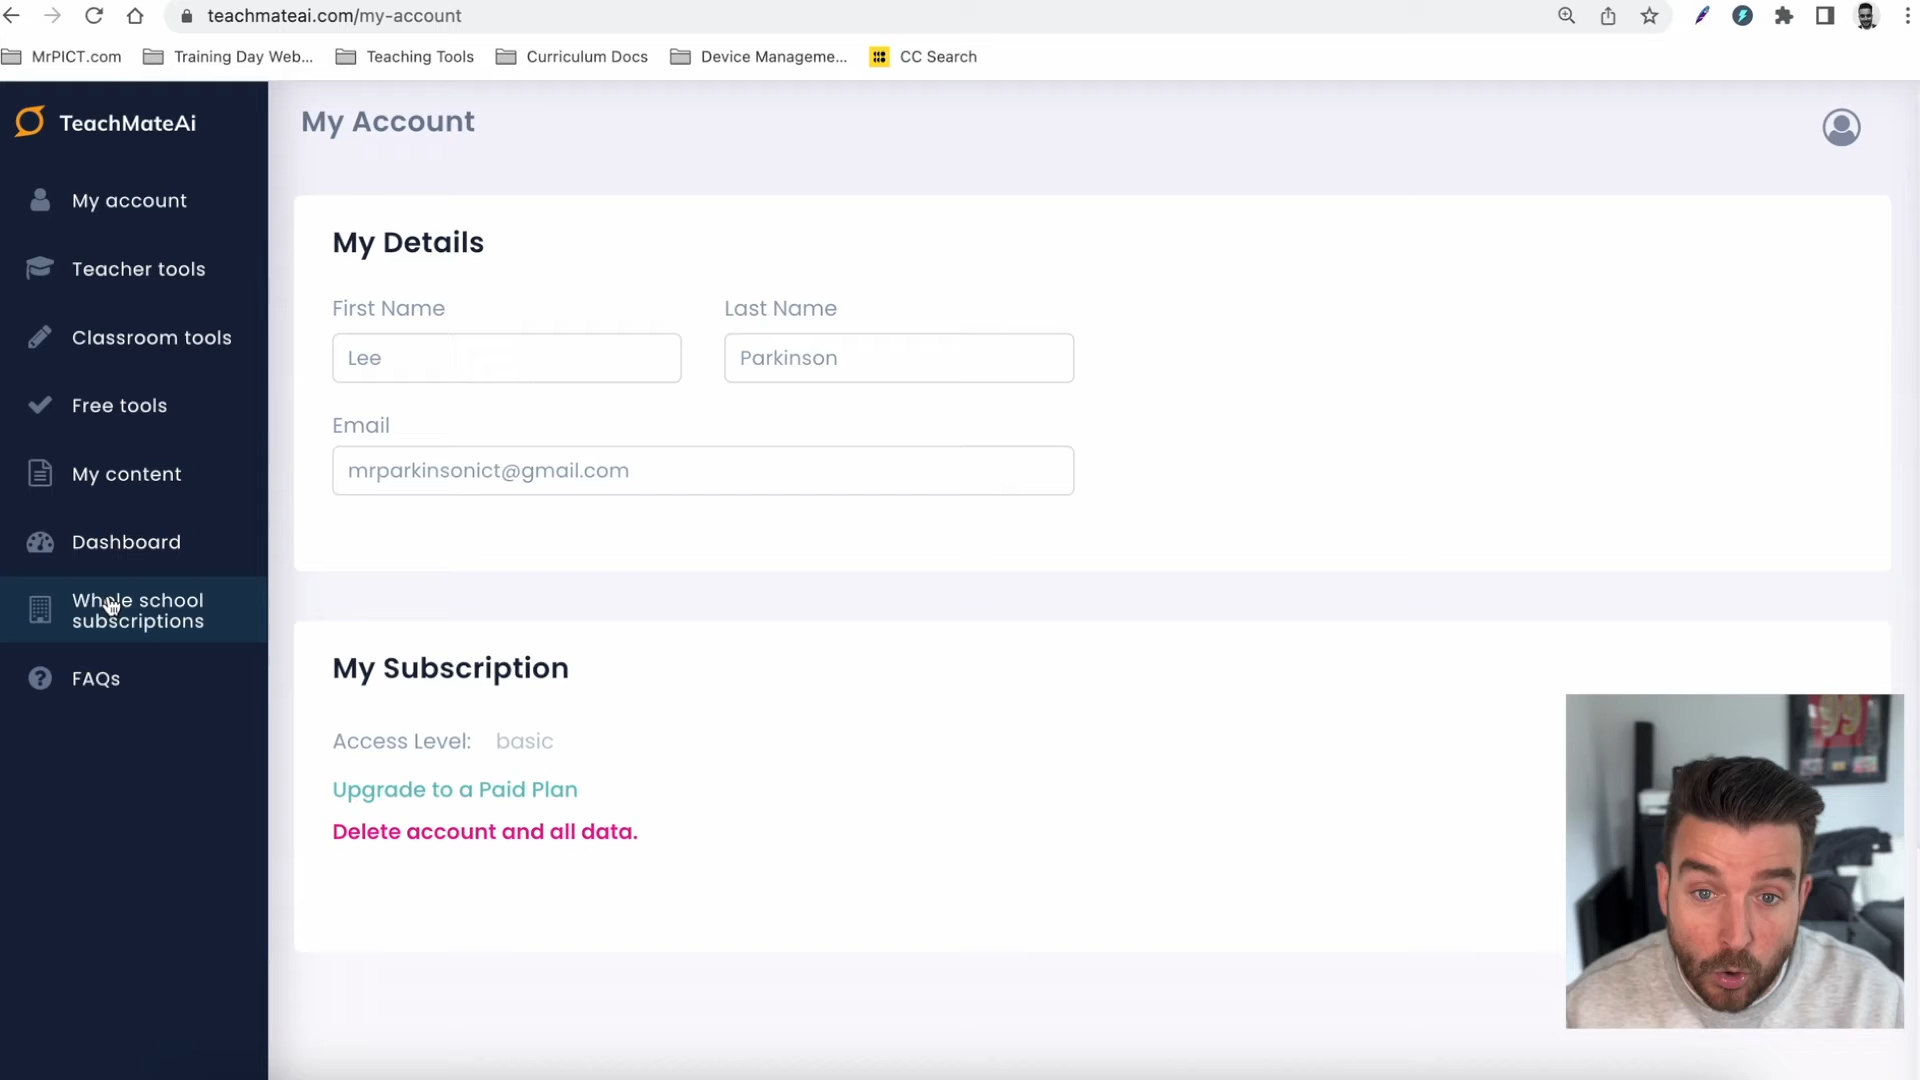 teachmateai.com/my-account
MrPICT.com
Training Day Web...
Teaching Tools
Curriculum Docs
Device Manageme...
CC Search
TeachMateAi
My account
Teacher tools
Classroom tools
Free tools
My content
Dashboard
Whole school
subscriptions
FAQs
My Account
My Details
First Name
Last Name
Lee
Parkinson
Email
mrparkinsonict@gmail.com
My Subscription
Access Level: basic
Upgrade to a Paid Plan
Delete account and all data.
99